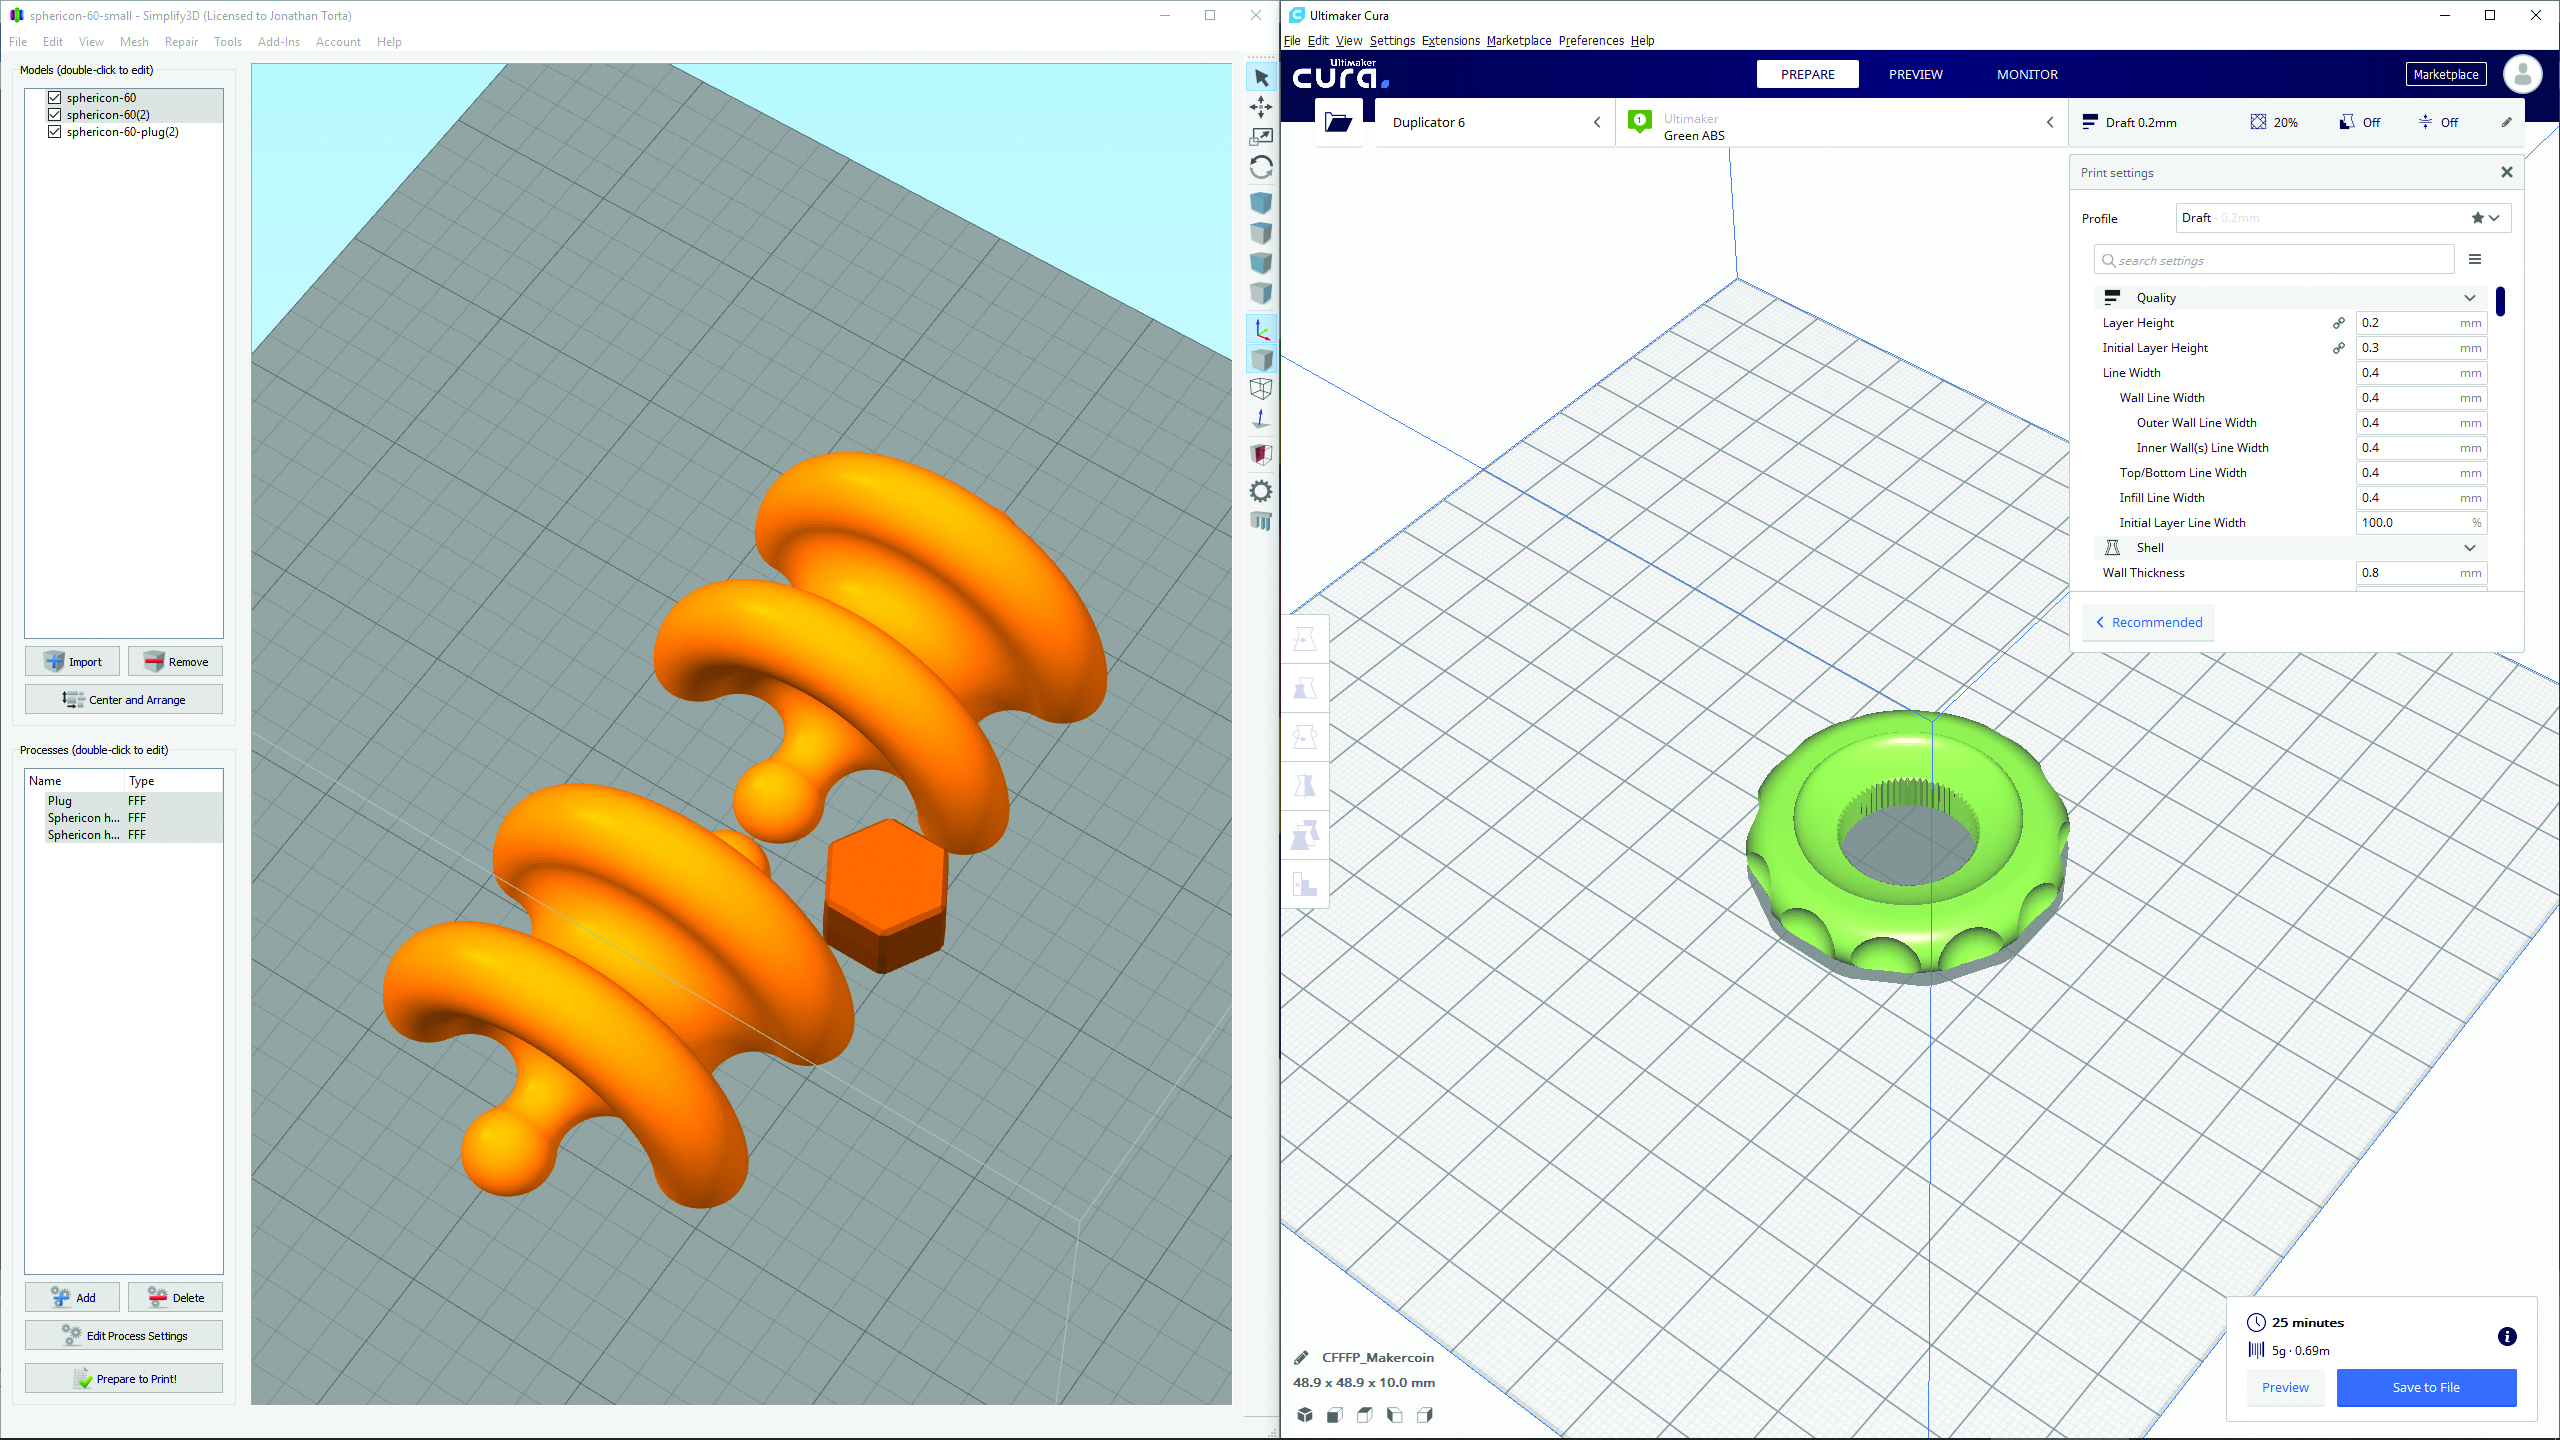 sphericon-60-small - Simplify3D (Licensed to Jonathan Torta)
File Edit View Mesh Repair Tools Add-Ins Account Help
Models (double-click to edit)
sphericon-60
sphericon-60(2)
sphericon-60-plug(2)
Import Remove
Center and Arrange
Processes (double-click to edit)
Name Type
Plug FFF
Sphericon h... FFF
Sphericon h... FFF
Add Delete
Edit Process Settings
Prepare to Print!
Ultimaker Cura
File Edit View Settings Extensions Marketplace Preferences Help
Ultimaker
cura.
PREPARE PREVIEW MONITOR
Marketplace
Duplicator 6
1
Ultimaker
Green ABS
Draft 0.2mm 20% Off Off
Print settings
Profile Draft - 0.2mm
search settings
Quality
Layer Height 0.2 mm
Initial Layer Height 0.3 mm
Line Width 0.4 mm
Wall Line Width 0.4 mm
Outer Wall Line Width 0.4 mm
Inner Wall(s) Line Width 0.4 mm
Top/Bottom Line Width 0.4 mm
Infill Line Width 0.4 mm
Initial Layer Line Width 100.0 %
Shell
Wall Thickness 0.8 mm
Recommended
CFFFP_Makercoin
48.9 x 48.9 x 10.0 mm
25 minutes
5g · 0.69m
Preview Save to File